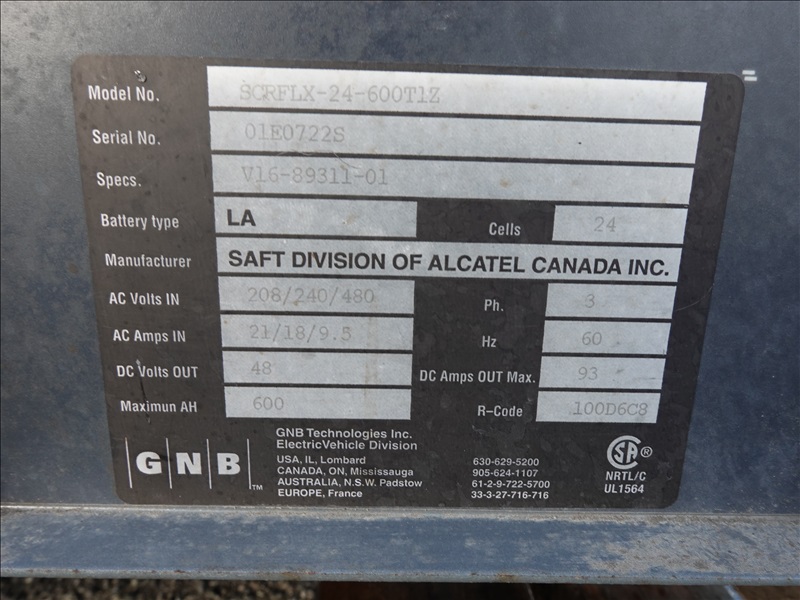 Model No. SCRFLX-24-600T1Z
Serial No. 01E0722S
Specs. V16-89311-01
Battery type LA Cells 24
Manufacturer SAFT DIVISION OF ALCATEL CANADA INC.
AC Volts IN 208/240/480 Ph. 3
AC Amps IN 21/18/9.5 Hz 60
DC Volts OUT 48 DC Amps OUT Max. 93
Maximun AH 600 R-Code 100D6C8
GNB TM
GNB Technologies Inc.
ElectricVehicle Division
USA, IL, Lombard 630-629-5200
CANADA, ON, Mississauga 905-624-1107
AUSTRALIA, N.S.W. Padstow 61-2-9-722-5700
EUROPE, France 33-3-27-716-716
SA ®
NRTL/C
UL1564